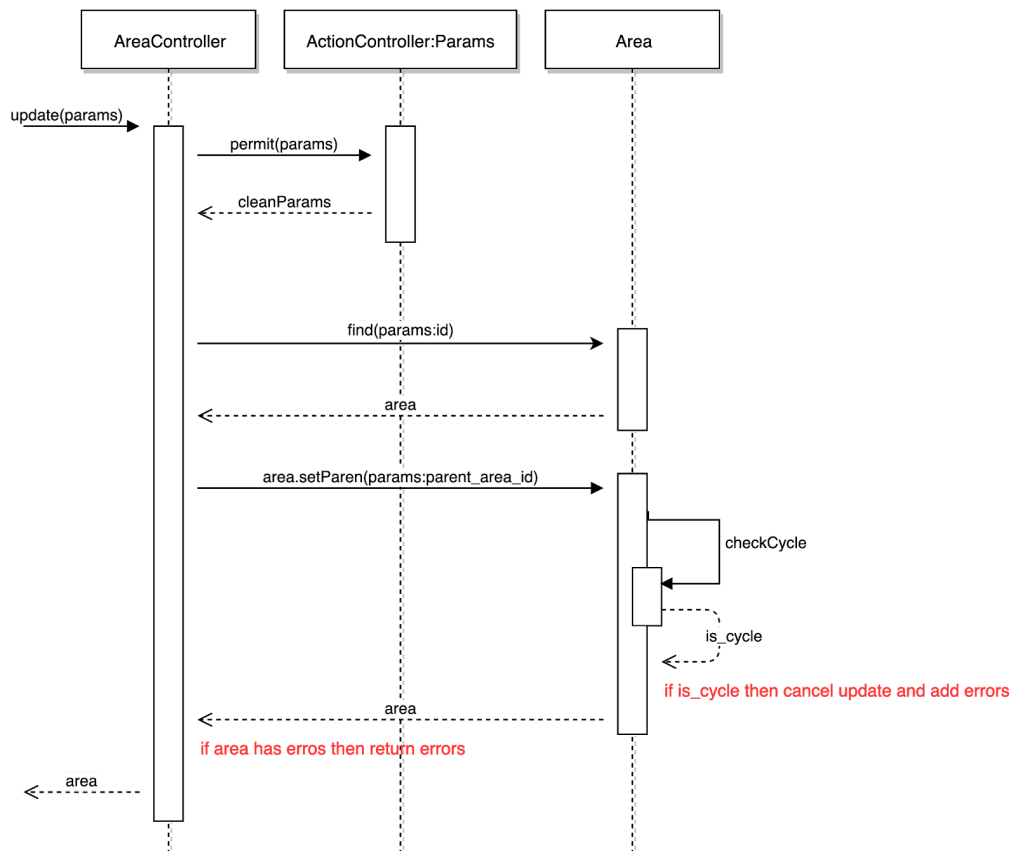 AreaController
ActionController:Params
Area
update(params)
permit(params)
cleanParams
find(params:id)
area
area.setParen(params:parent_area_id)
checkCycle
is_cycle
if is_cycle then cancel update and add errors
area
if area has erros then return errors
area